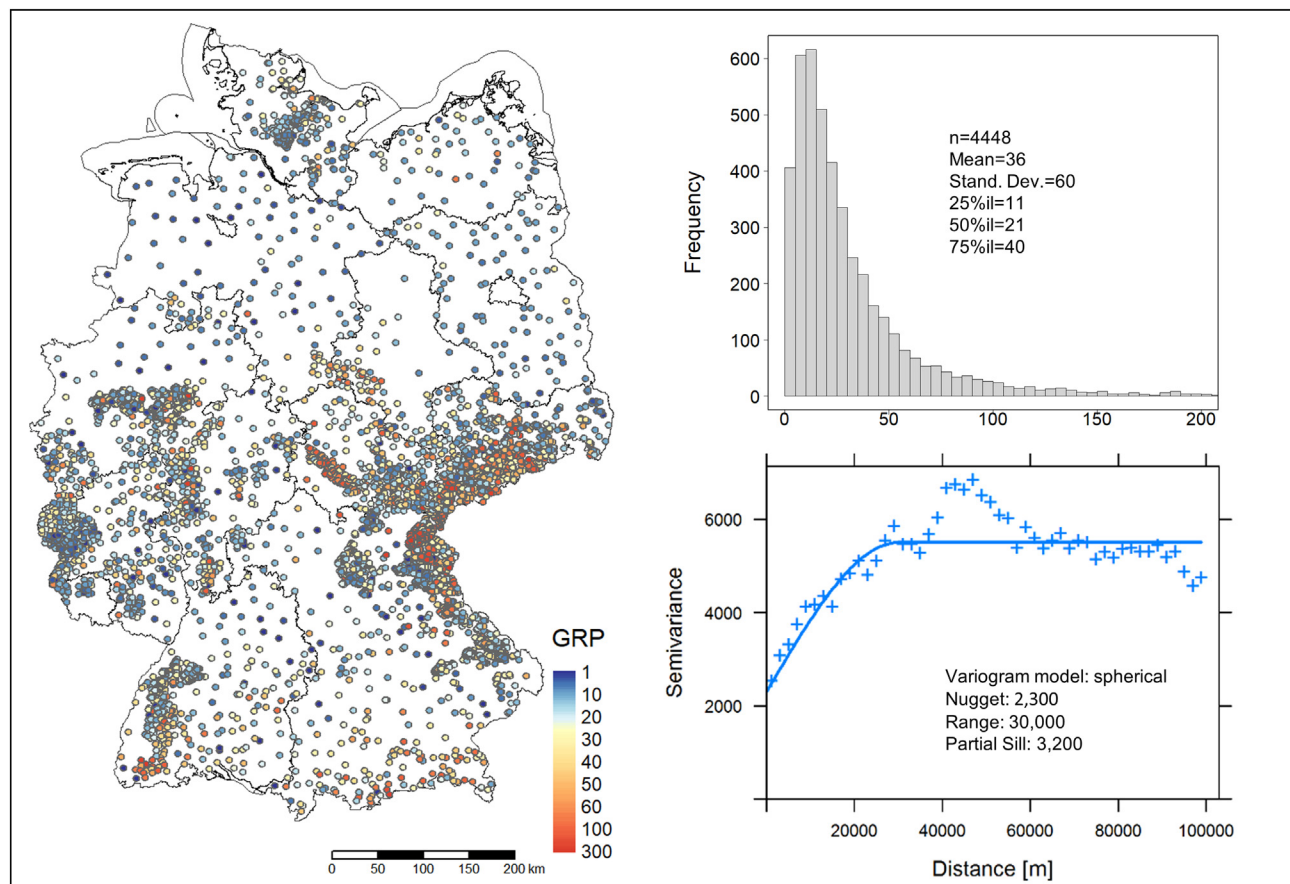 GRP
1
10
20
30
50
60
100
300
0 50 100 150 200 km
600
500
400
300
200
100
0
Frequency
n=4448
Mean=36
Stand. Dev.=60
25%il=11
50%il=21
75%il=40
0 50 100 150 200
6000
4000
2000
Semivariance
Variogram model: spherical
Nugget: 2,300
Range: 30,000
Partial Sill: 3,200
20000 40000 60000 80000 100000
Distance [m]